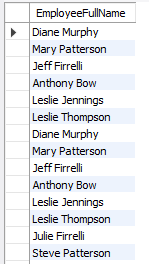 EmployeeFullName
Diane Murphy
Mary Patterson
Jeff Firrelli
Anthony Bow
Leslie Jennings
Leslie Thompson
Diane Murphy
Mary Patterson
Jeff Firrelli
Anthony Bow
Leslie Jennings
Leslie Thompson
Julie Firrelli
Steve Patterson